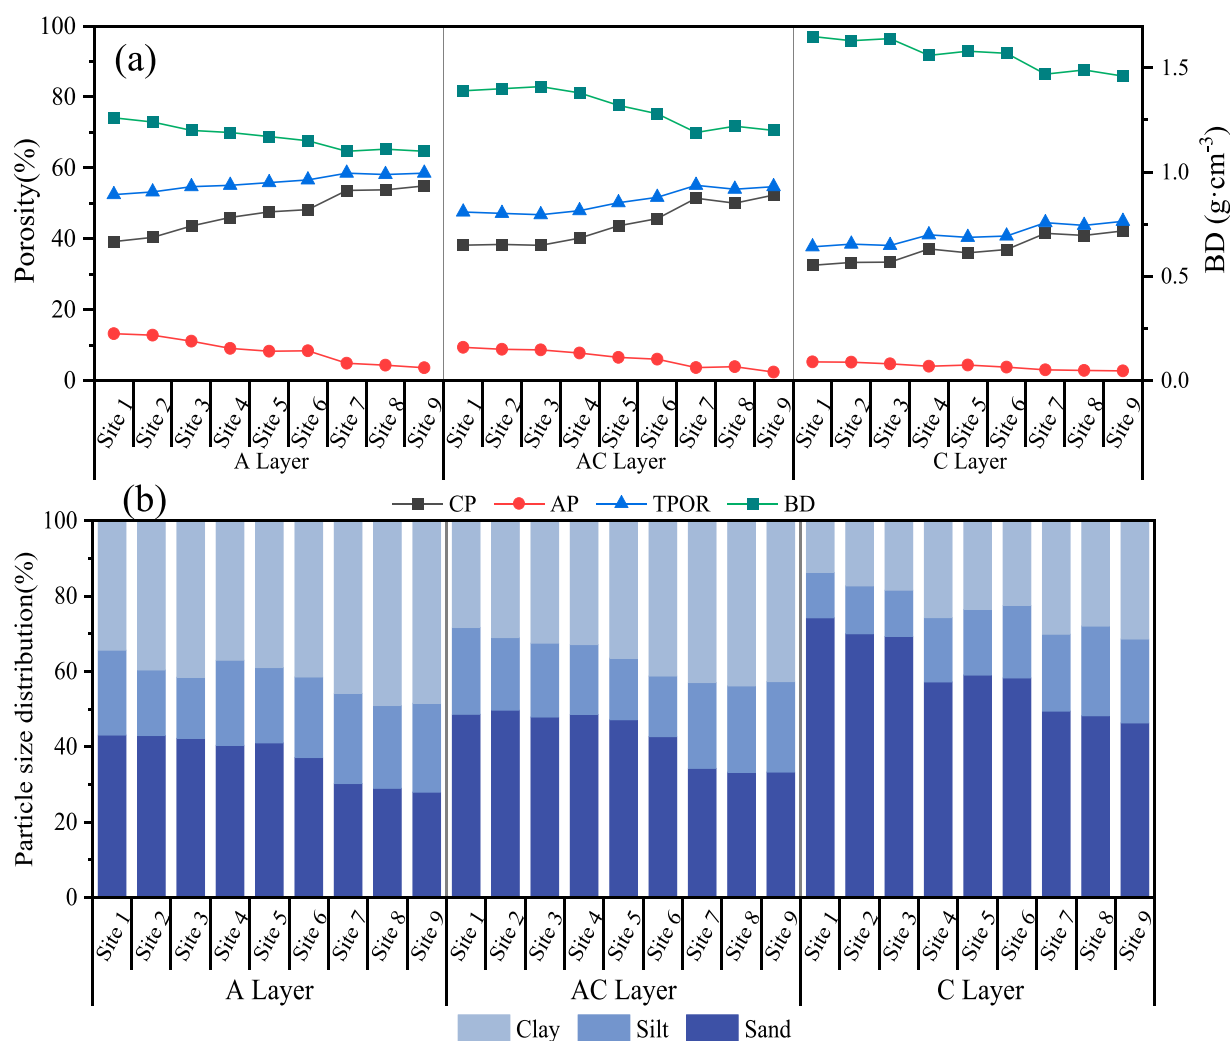 (a)
Porosity(%)
100
80
60
40
20
0
BD (g·cm⁻³)
1.5
1.0
0.5
0.0
Site 1 Site 2 Site 3 Site 4 Site 5 Site 6 Site 7 Site 8 Site 9 Site 1 Site 2 Site 3 Site 4 Site 5 Site 6 Site 7 Site 8 Site 9 Site 1 Site 2 Site 3 Site 4 Site 5 Site 6 Site 7 Site 8 Site 9
A Layer AC Layer C Layer
CP AP TPOR BD
(b)
Particle size distribution(%)
100
80
60
40
20
0
Site 1 Site 2 Site 3 Site 4 Site 5 Site 6 Site 7 Site 8 Site 9 Site 1 Site 2 Site 3 Site 4 Site 5 Site 6 Site 7 Site 8 Site 9 Site 1 Site 2 Site 3 Site 4 Site 5 Site 6 Site 7 Site 8 Site 9
A Layer AC Layer C Layer
Clay Silt Sand